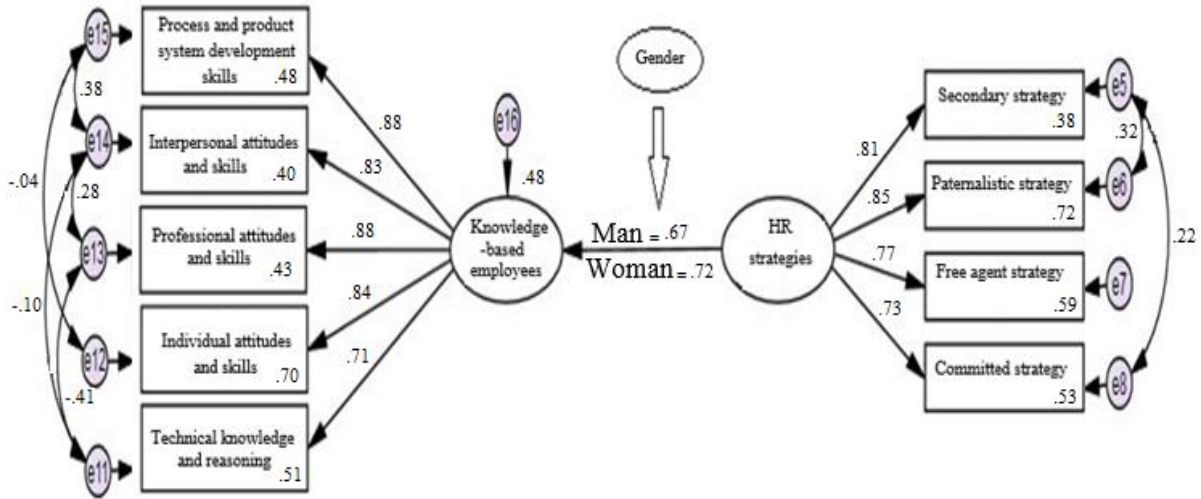 e15
Process and product
system development
skills
.48
.38
e14
Interpersonal attitudes
and skills
.40
-.04
.28
e13
Professional attitudes
and skills
.43
-.10
e12
Individual attitudes
and skills
.70
-.41
e11
Technical knowledge
and reasoning
.51
.88
.83
.88
.84
.71
e16
.48
Knowledge
-based
employees
Gender
Man = .67
Woman = .72
HR
strategies
.81
.85
.77
.73
Secondary strategy
.38
e5
.32
Paternalistic strategy
.72
e6
.22
Free agent strategy
.59
e7
Committed strategy
.53
e8